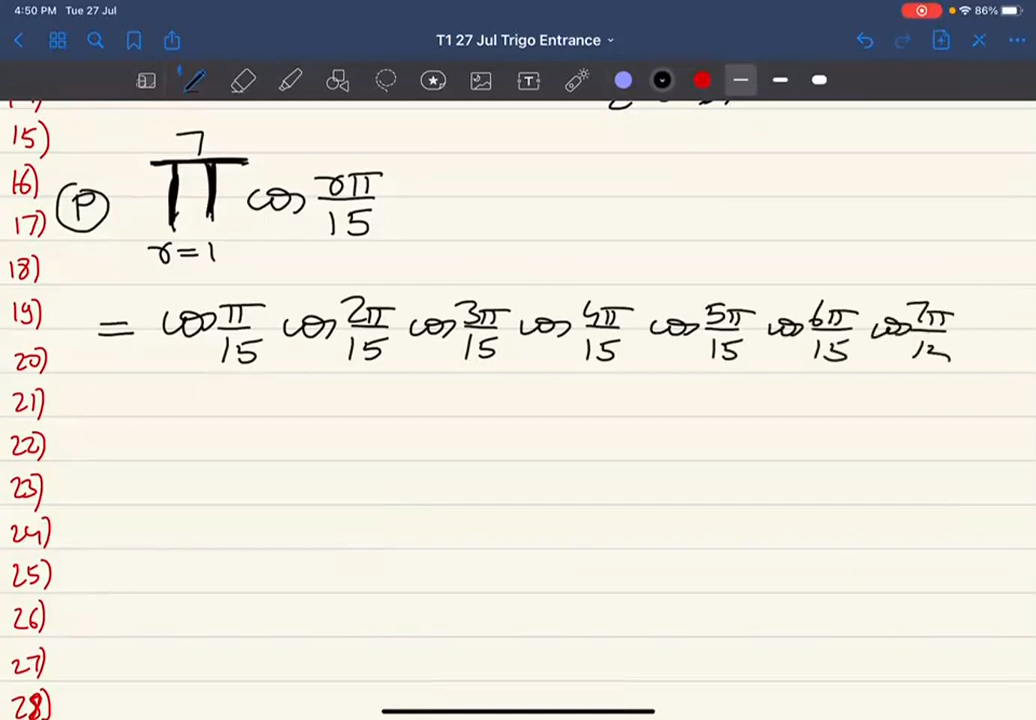 4:50 PM Tue 27 Jul
86%
T1 27 Jul Trigo Entrance
T
15)
16)
17)
18)
19)
20)
21)
22)
23)
24)
25)
26)
27)
28)
7
(P) ∏ cos rπ/15
r=1
= cos π/15 cos 2π/15 cos 3π/15 cos 4π/15 cos 5π/15 cos 6π/15 cos 7π/